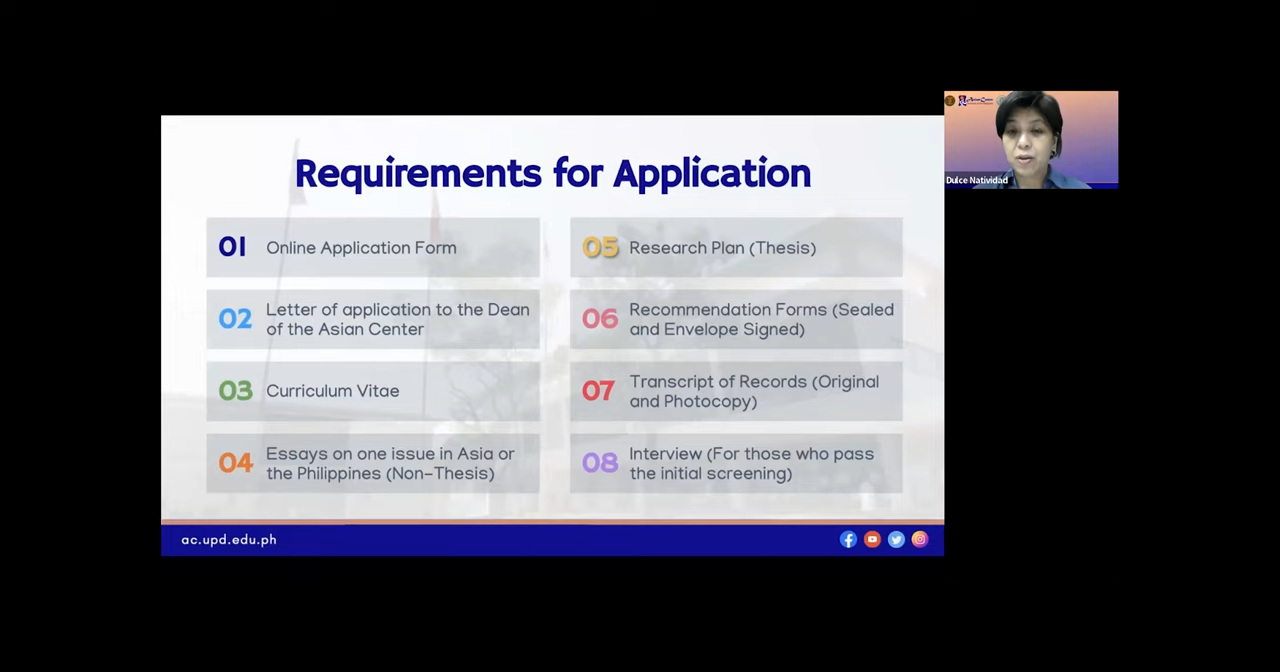 Requirements for Application
01 Online Application Form
02 Letter of application to the Dean
of the Asian Center
03 Curriculum Vitae
04 Essays on one issue in Asia or
the Philippines (Non-Thesis)
05 Research Plan (Thesis)
06 Recommendation Forms (Sealed
and Envelope Signed)
07 Transcript of Records (Original
and Photocopy)
08 Interview (For those who pass
the initial screening)
ac.upd.edu.ph
Dulce Natividad